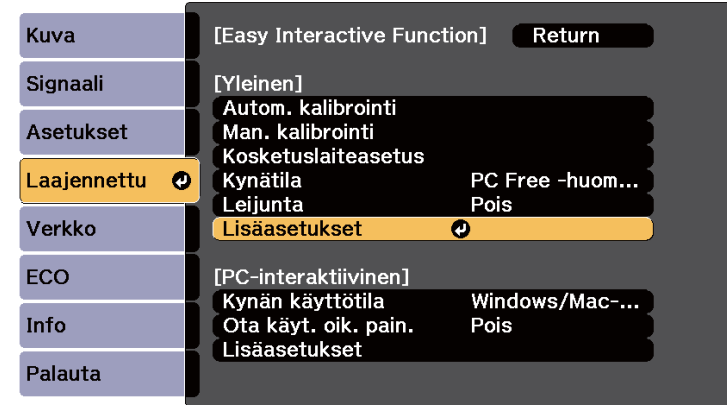 Kuva
Signaali
Asetukset
Laajennettu
Verkko
ECO
Info
Palauta
[Easy Interactive Function] Return
[Yleinen]
Autom. kalibrointi
Man. kalibrointi
Kosketuslaiteasetus
Kynätila PC Free -huom...
Leijunta Pois
Lisäasetukset
[PC-interaktiivinen]
Kynän käyttötila Windows/Mac-...
Ota käyt. oik. pain. Pois
Lisäasetukset